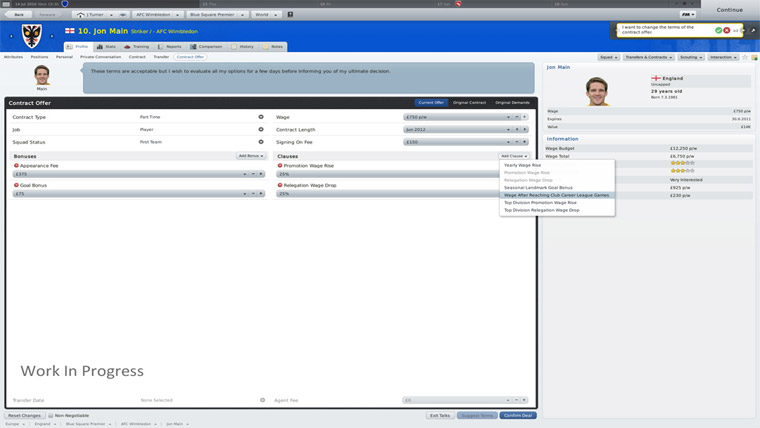 Back
Forward
J Turner
AFC Wimbledon
Blue Square Premier
World
FM
Continue
10. Jon Main Striker / - AFC Wimbledon
I want to change the terms of the
contract offer
Profile
Stats
Training
Reports
Comparison
History
Notes
Attributes
Positions
Personal
Private Conversation
Contract
Transfer
Contract Offer
Squad
Transfers & Contracts
Scouting
Interaction
Main
These terms are acceptable but I wish to evaluate all my options for a few days before informing you of my ultimate decision.
Contract Offer
Current Offer
Original Contract
Original Demands
Contract Type
Part Time
Wage
£750 p/w
Job
Player
Contract Length
Jun 2012
Squad Status
First Team
Signing On Fee
£150
Bonuses
Add Bonus
Clauses
Add Clause
Appearance Fee
£375
Goal Bonus
£75
Promotion Wage Rise
25%
Relegation Wage Drop
25%
Yearly Wage Rise
Promotion Wage Rise
Relegation Wage Drop
Seasonal Landmark Goal Bonus
Wage After Reaching Club Career League Games
Top Division Promotion Wage Rise
Top Division Relegation Wage Drop
Jon Main
England
Uncapped
29 years old
Wage
£750 p/w
Expires
30.6.2011
Value
Information
Wage Budget
£12,250 p/w
Wage Total
£8,750 p/w
Very Interested
£925 p/w
£230 p/w
Work In Progress
Transfer Date
None Selected
Agent Fee
£0
Reset Changes
Non-Negotiable
Exit Talks
Suggest Terms
Confirm Deal
Europe
England
Blue Square Premier
AFC Wimbledon
Jon Main